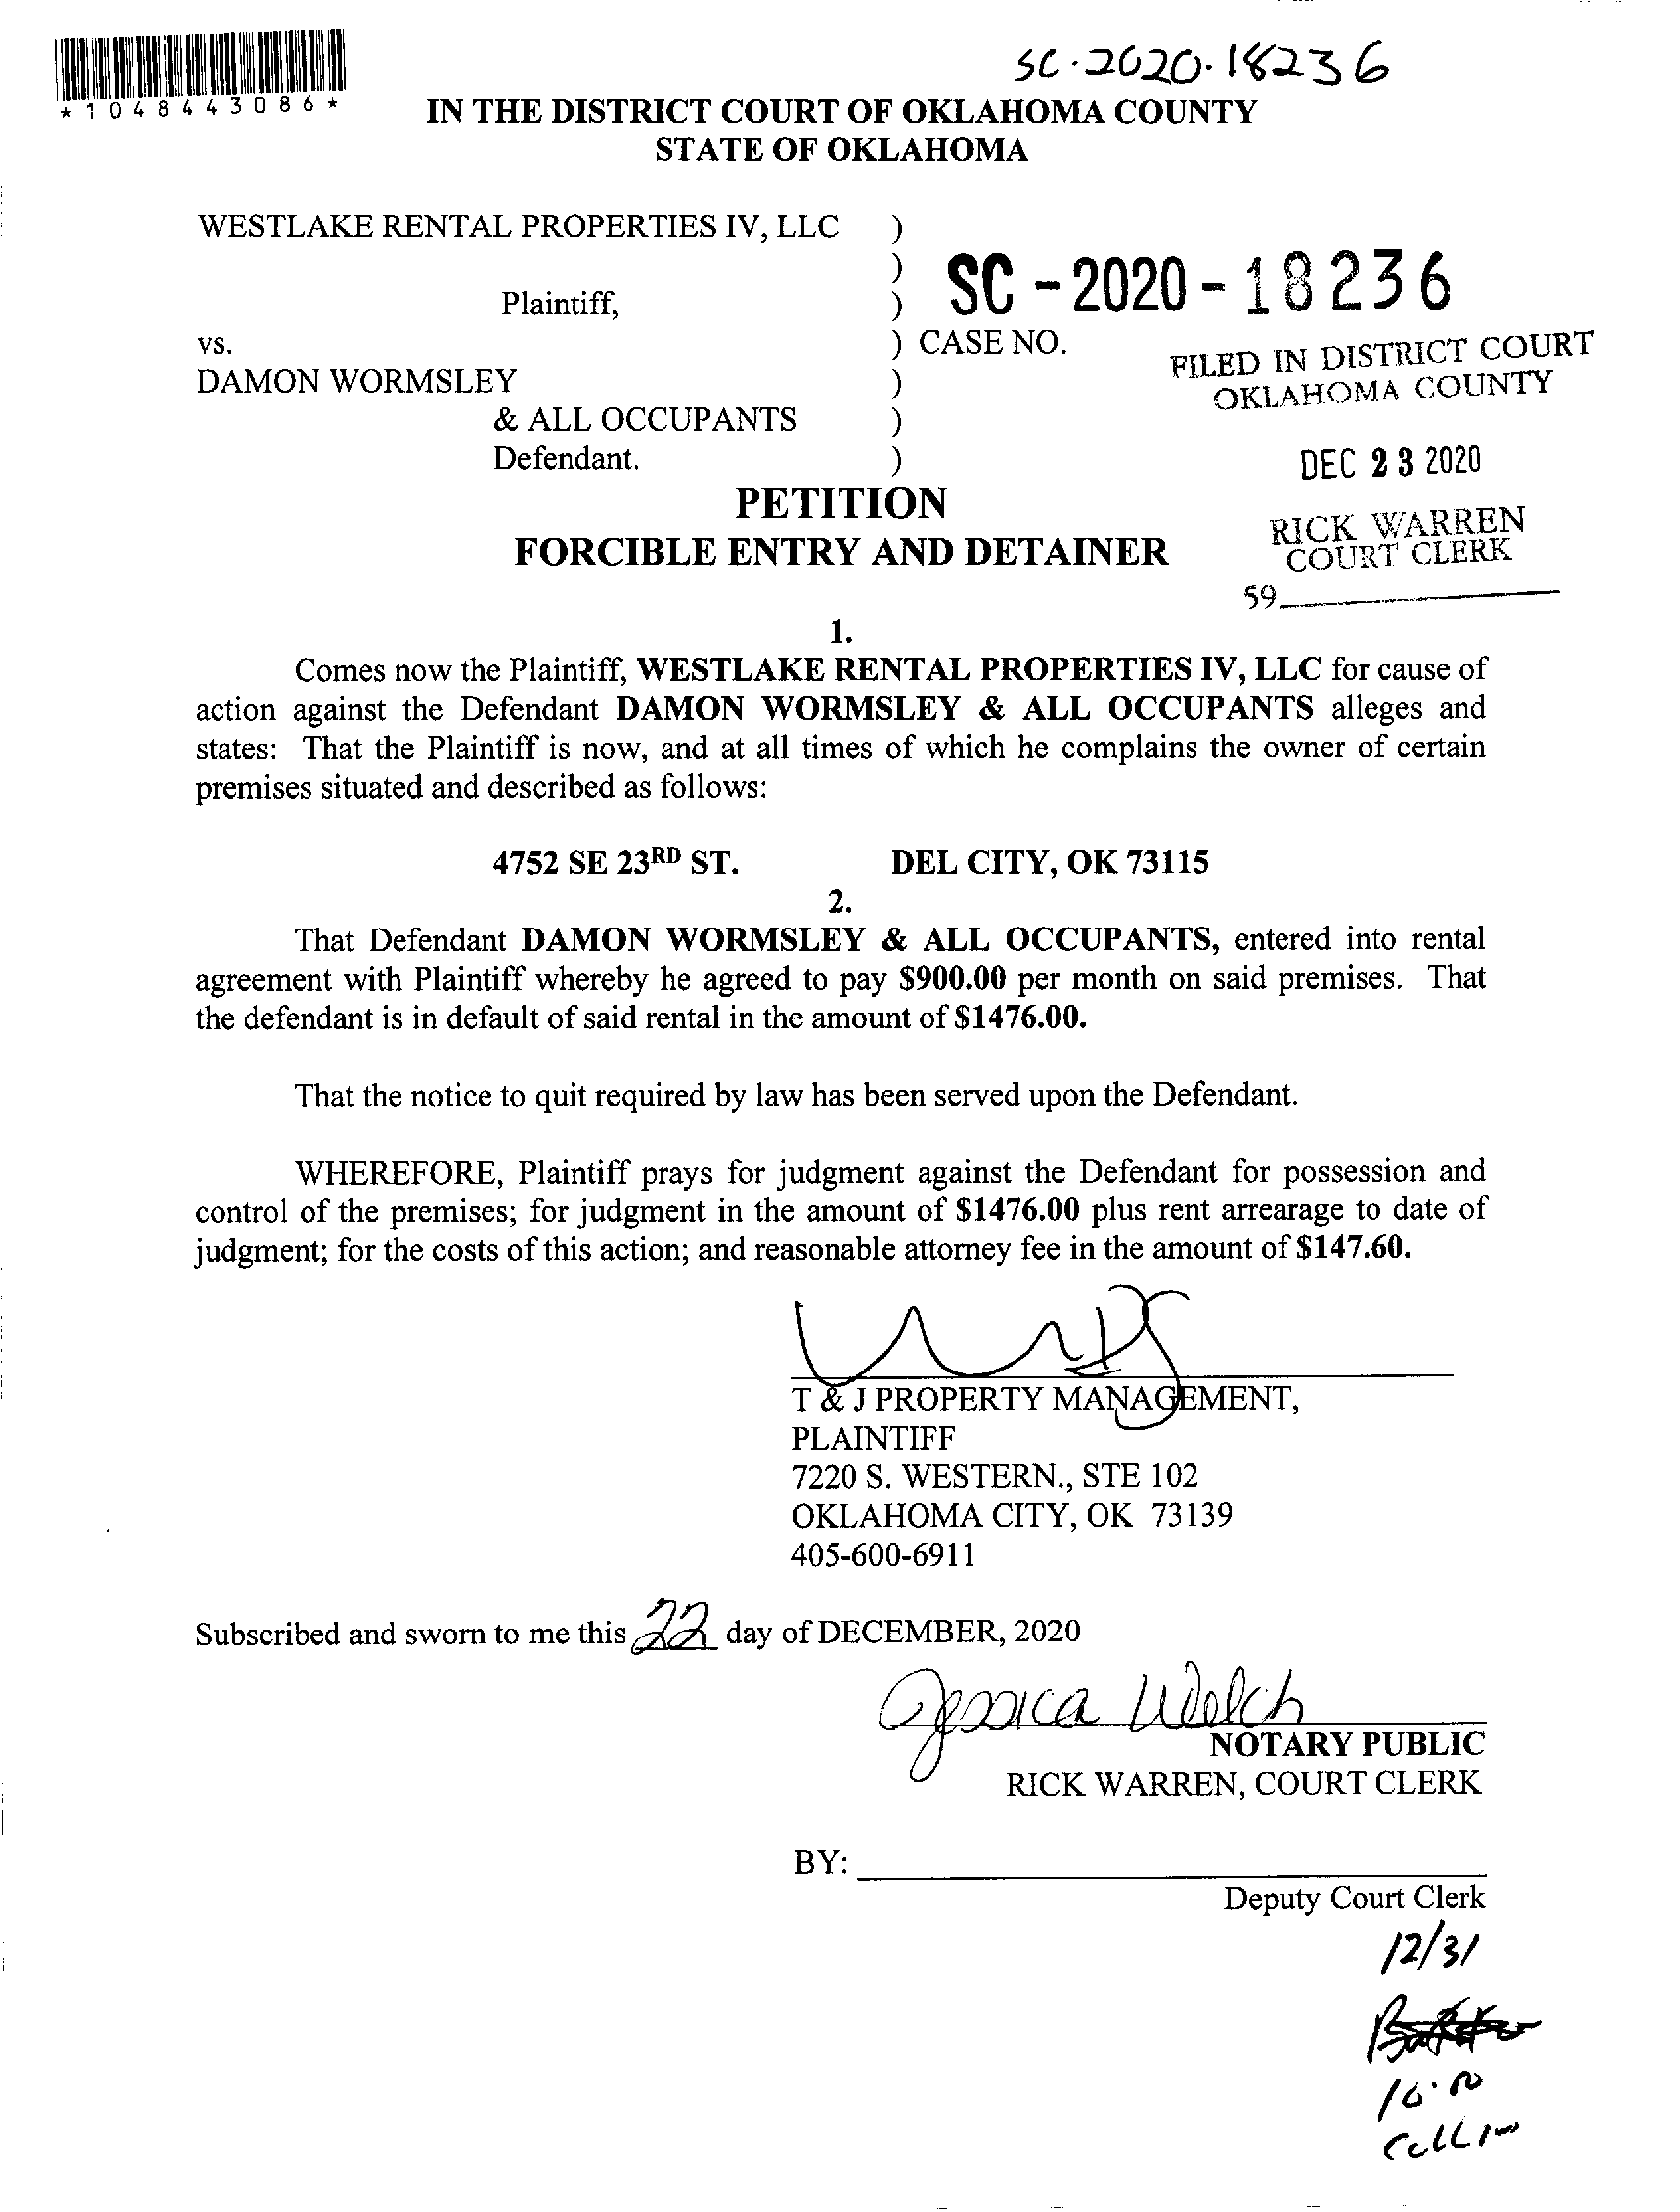 SC·2020·18236
*1048443086*
IN THE DISTRICT COURT OF OKLAHOMA COUNTY
STATE OF OKLAHOMA
WESTLAKE RENTAL PROPERTIES IV, LLC )
)
Plaintiff, )
SC-2020-18236
vs. ) CASE NO.
DAMON WORMSLEY )
& ALL OCCUPANTS )
Defendant. )
FILED IN DISTRICT COURT
OKLAHOMA COUNTY
DEC 23 2020
RICK WARREN
COURT CLERK
59
PETITION
FORCIBLE ENTRY AND DETAINER
1.
Comes now the Plaintiff, WESTLAKE RENTAL PROPERTIES IV, LLC for cause of
action against the Defendant DAMON WORMSLEY & ALL OCCUPANTS alleges and
states: That the Plaintiff is now, and at all times of which he complains the owner of certain
premises situated and described as follows:
4752 SE 23RD ST. DEL CITY, OK 73115
2.
That Defendant DAMON WORMSLEY & ALL OCCUPANTS, entered into rental
agreement with Plaintiff whereby he agreed to pay $900.00 per month on said premises. That
the defendant is in default of said rental in the amount of $1476.00.
That the notice to quit required by law has been served upon the Defendant.
WHEREFORE, Plaintiff prays for judgment against the Defendant for possession and
control of the premises; for judgment in the amount of $1476.00 plus rent arrearage to date of
judgment; for the costs of this action; and reasonable attorney fee in the amount of $147.60.
T & J PROPERTY MANAGEMENT,
PLAINTIFF
7220 S. WESTERN., STE 102
OKLAHOMA CITY, OK 73139
405-600-6911
Subscribed and sworn to me this 22 day of DECEMBER, 2020
Jessica Welch
NOTARY PUBLIC
RICK WARREN, COURT CLERK
BY:
Deputy Court Clerk
12/31